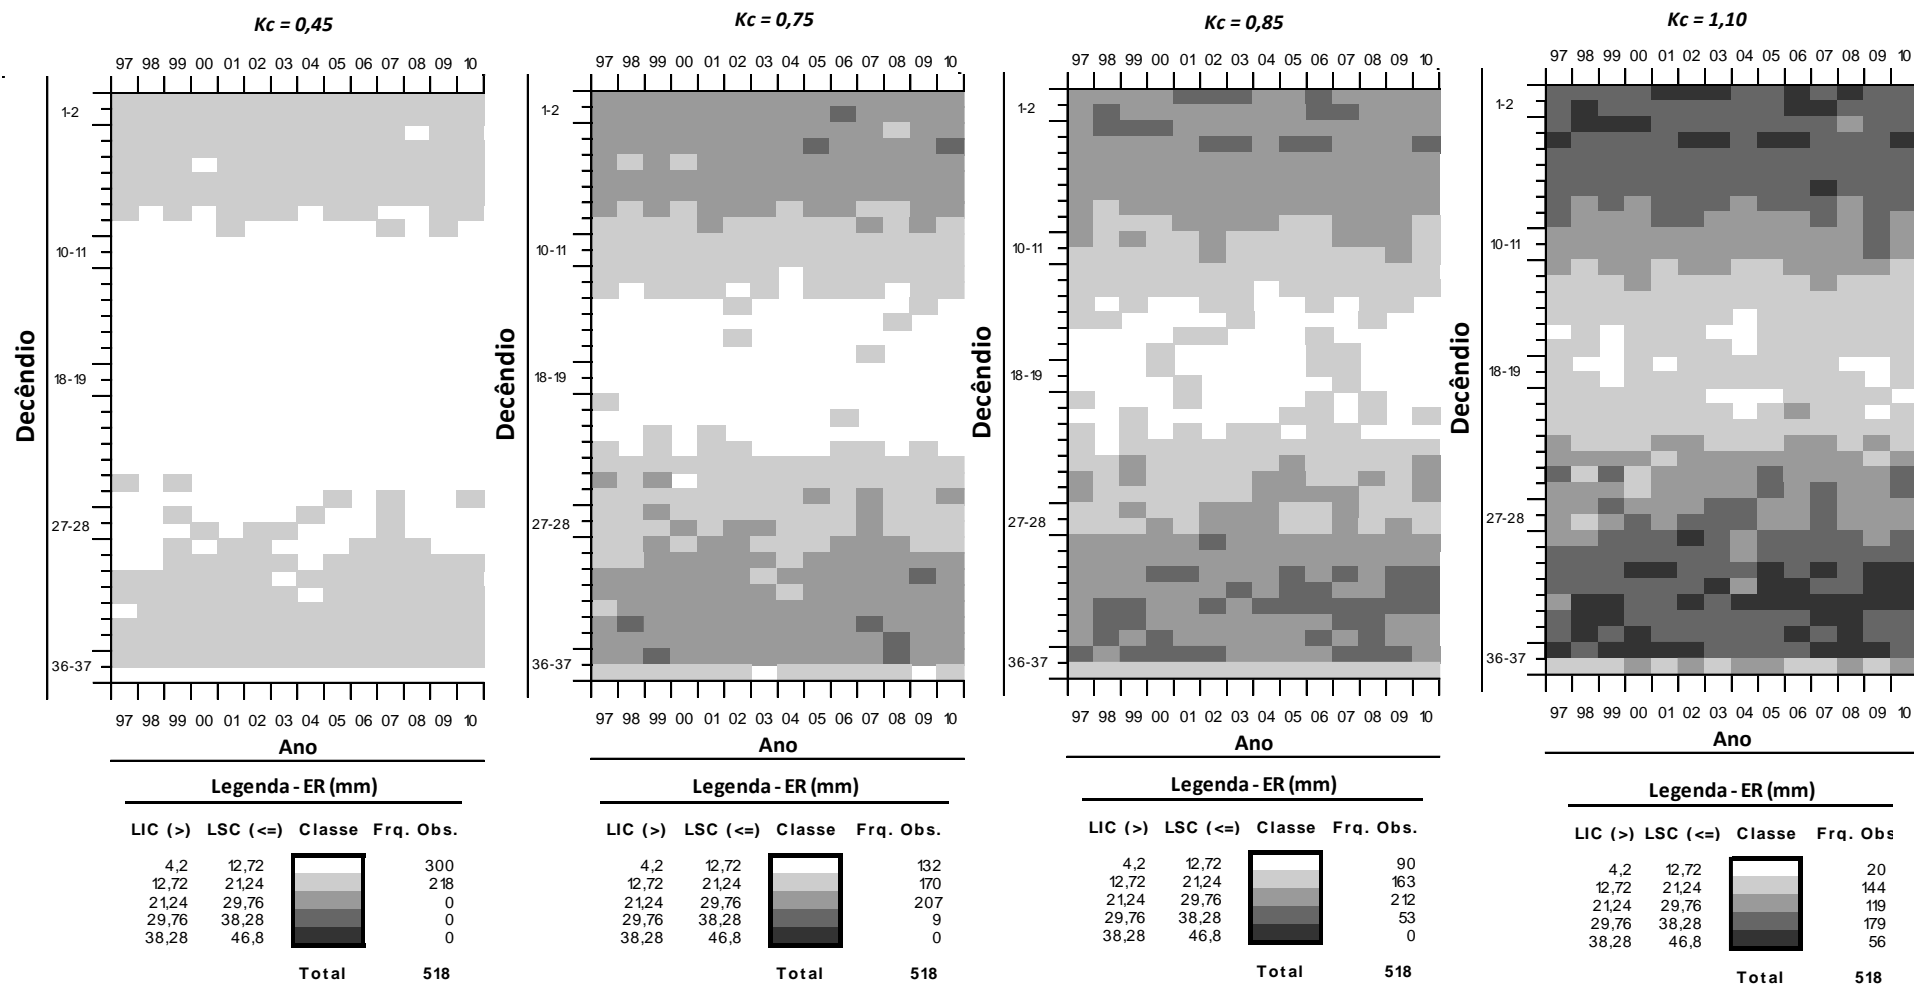 Kc = 0,45
97 98 99 00 01 02 03 04 05 06 07 08 09 10
1-2
10-11
18-19
27-28
36-37
Decêndio
97 98 99 00 01 02 03 04 05 06 07 08 09 10
Ano
Legenda - ER (mm)
LIC (>) LSC (<=) Classe Frq. Obs.
4,2 12,72 300
12,72 21,24 218
21,24 29,76 0
29,76 38,28 0
38,28 46,8 0
Total 518
Kc = 0,75
97 98 99 00 01 02 03 04 05 06 07 08 09 10
1-2
10-11
18-19
27-28
36-37
Decêndio
97 98 99 00 01 02 03 04 05 06 07 08 09 10
Ano
Legenda - ER (mm)
LIC (>) LSC (<=) Classe Frq. Obs.
4,2 12,72 132
12,72 21,24 170
21,24 29,76 207
29,76 38,28 9
38,28 46,8 0
Total 518
Kc = 0,85
97 98 99 00 01 02 03 04 05 06 07 08 09 10
1-2
10-11
18-19
27-28
36-37
Decêndio
97 98 99 00 01 02 03 04 05 06 07 08 09 10
Ano
Legenda - ER (mm)
LIC (>) LSC (<=) Classe Frq. Obs.
4,2 12,72 90
12,72 21,24 163
21,24 29,76 212
29,76 38,28 53
38,28 46,8 0
Total 518
Kc = 1,10
97 98 99 00 01 02 03 04 05 06 07 08 09 10
1-2
10-11
18-19
27-28
36-37
Decêndio
97 98 99 00 01 02 03 04 05 06 07 08 09 10
Ano
Legenda - ER (mm)
LIC (>) LSC (<=) Classe Frq. Obs
4,2 12,72 20
12,72 21,24 144
21,24 29,76 119
29,76 38,28 179
38,28 46,8 56
Total 518